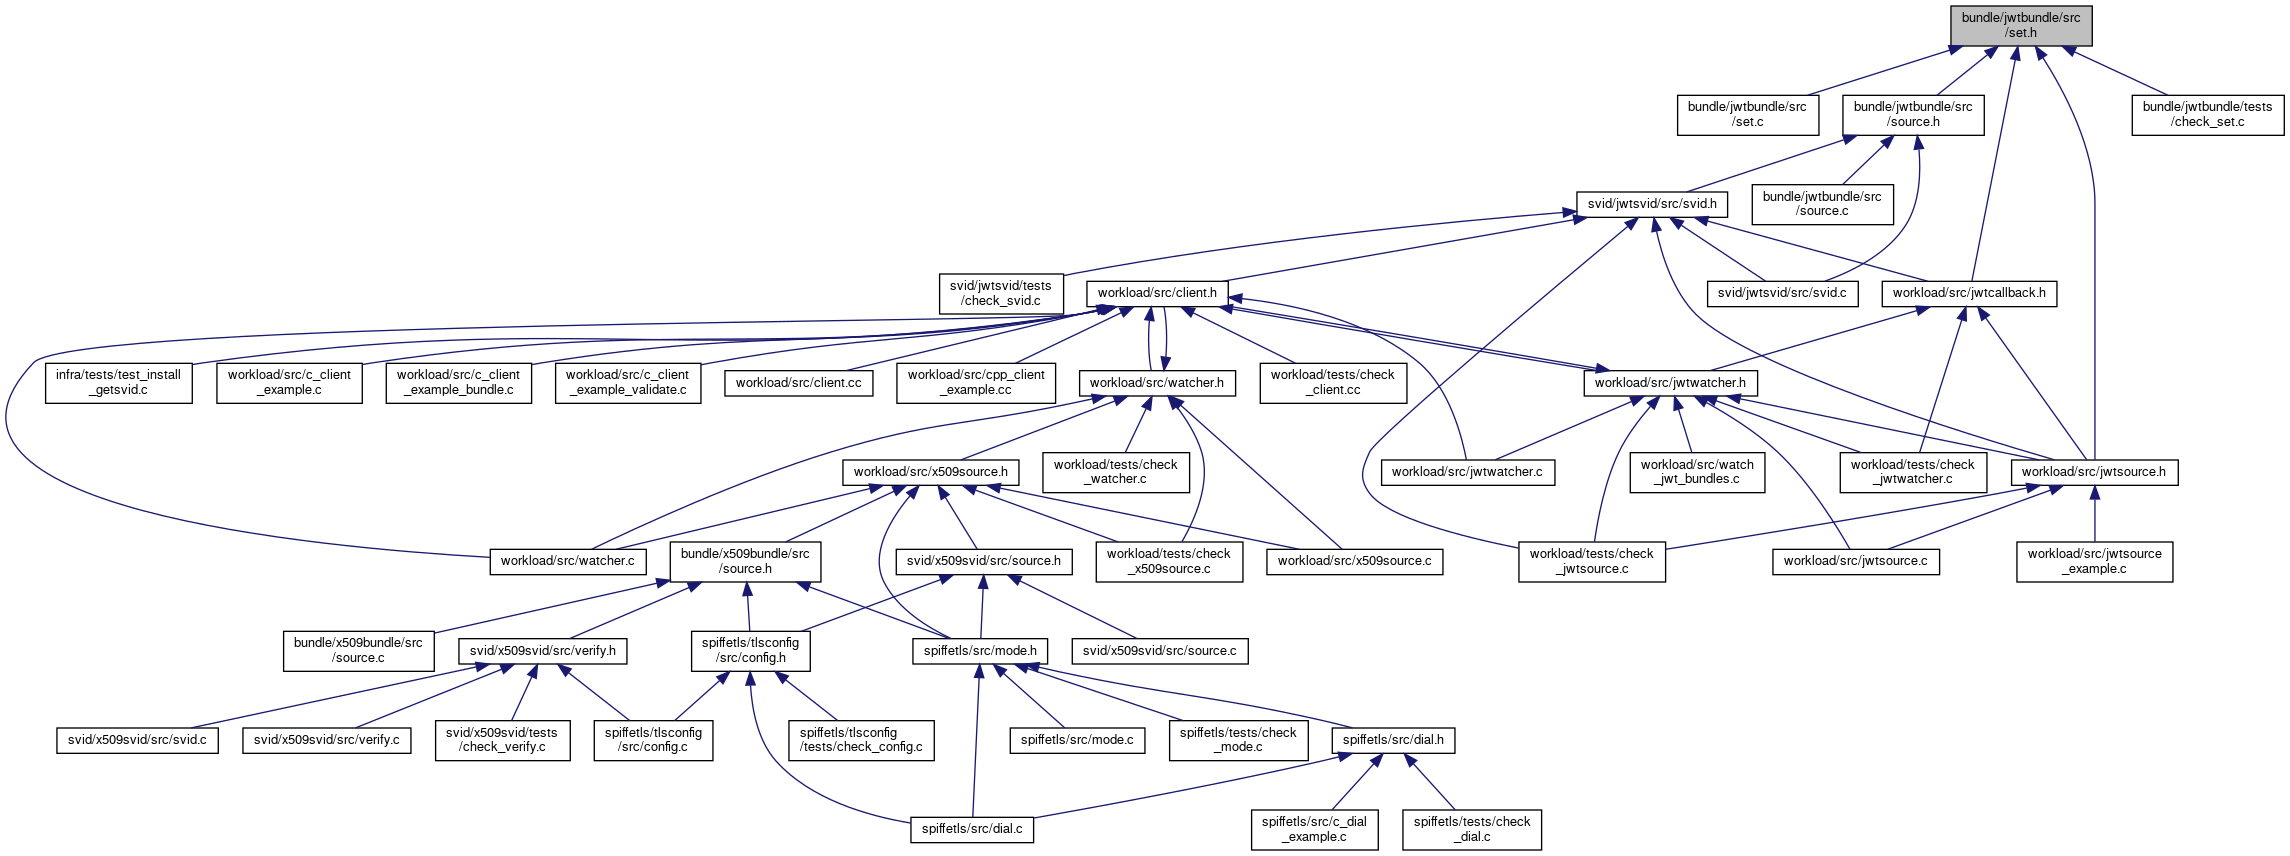 bundle/jwtbundle/src
/set.h
bundle/jwtbundle/src
/set.c
bundle/jwtbundle/src
/source.h
bundle/jwtbundle/tests
/check_set.c
svid/jwtsvid/src/svid.h
bundle/jwtbundle/src
/source.c
svid/jwtsvid/tests
/check_svid.c
workload/src/client.h
svid/jwtsvid/src/svid.c
workload/src/jwtcallback.h
infra/tests/test_install
_getsvid.c
workload/src/c_client
_example.c
workload/src/c_client
_example_bundle.c
workload/src/c_client
_example_validate.c
workload/src/client.cc
workload/src/cpp_client
_example.cc
workload/src/watcher.h
workload/tests/check
_client.cc
workload/src/jwtwatcher.h
workload/src/x509source.h
workload/tests/check
_watcher.c
workload/src/jwtwatcher.c
workload/src/watch
_jwt_bundles.c
workload/tests/check
_jwtwatcher.c
workload/src/jwtsource.h
workload/src/watcher.c
bundle/x509bundle/src
/source.h
svid/x509svid/src/source.h
workload/tests/check
_x509source.c
workload/src/x509source.c
workload/tests/check
_jwtsource.c
workload/src/jwtsource.c
workload/src/jwtsource
_example.c
bundle/x509bundle/src
/source.c
svid/x509svid/src/verify.h
spiffetls/tlsconfig
/src/config.h
spiffetls/src/mode.h
svid/x509svid/src/source.c
svid/x509svid/src/svid.c
svid/x509svid/src/verify.c
svid/x509svid/tests
/check_verify.c
spiffetls/tlsconfig
/src/config.c
spiffetls/tlsconfig
/tests/check_config.c
spiffetls/src/mode.c
spiffetls/tests/check
_mode.c
spiffetls/src/dial.h
spiffetls/src/dial.c
spiffetls/src/c_dial
_example.c
spiffetls/tests/check
_dial.c